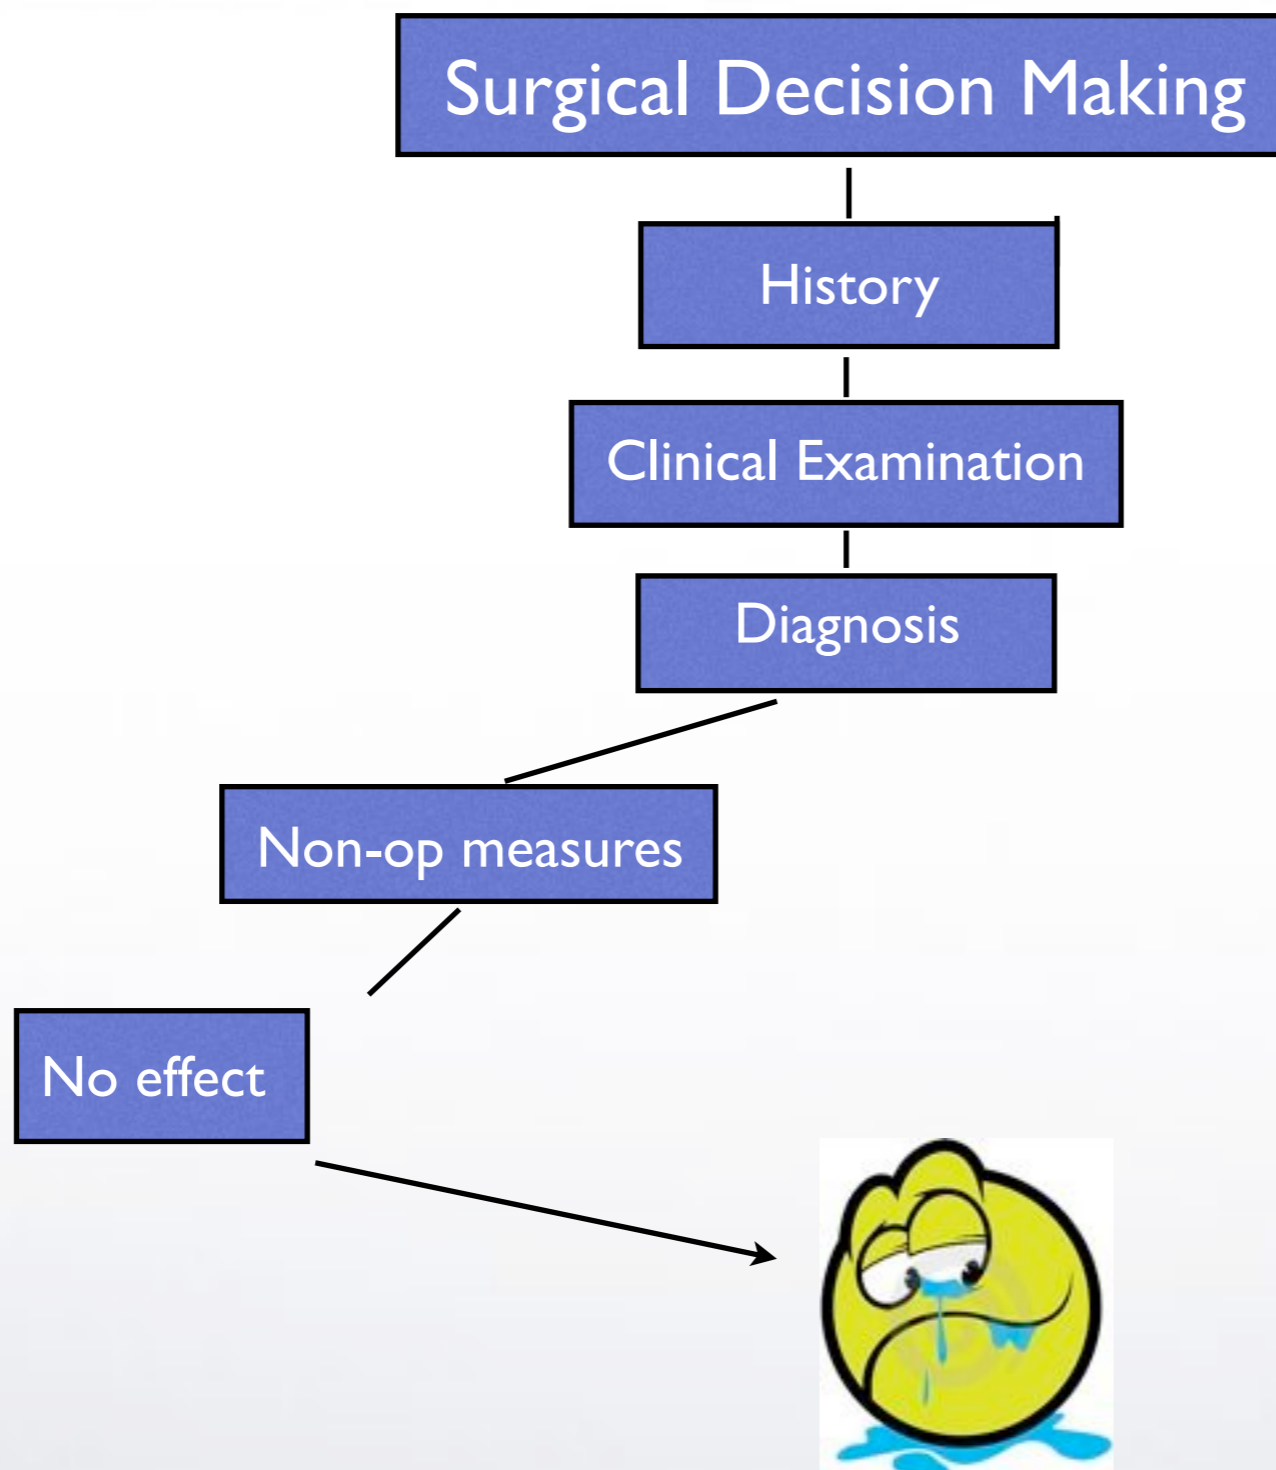 Surgical Decision Making
History
Clinical Examination
Diagnosis
Non-op measures
No effect